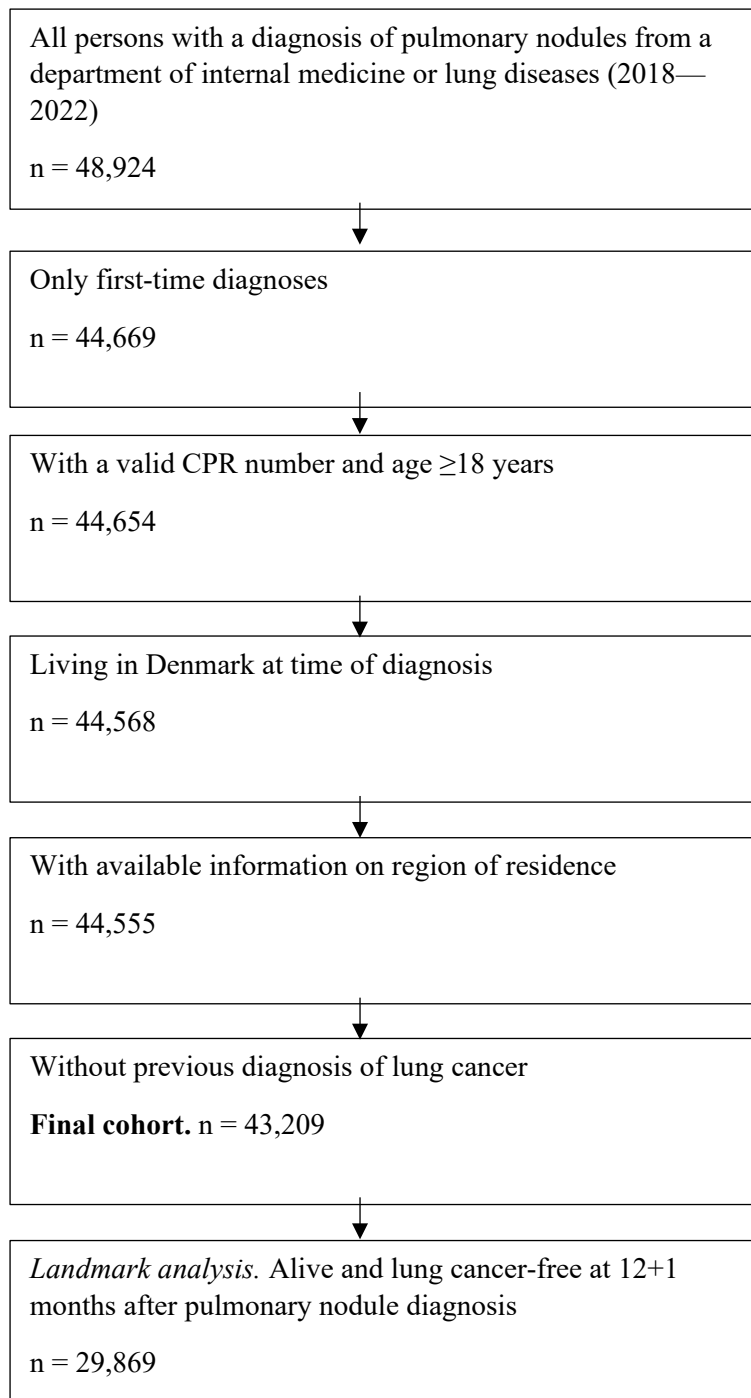 All persons with a diagnosis of pulmonary nodules from a
department of internal medicine or lung diseases (2018—
2022)
n = 48,924
Only first-time diagnoses
n = 44,669
With a valid CPR number and age ≥18 years
n = 44,654
Living in Denmark at time of diagnosis
n = 44,568
With available information on region of residence
n = 44,555
Without previous diagnosis of lung cancer
Final cohort. n = 43,209
Landmark analysis. Alive and lung cancer-free at 12+1
months after pulmonary nodule diagnosis
n = 29,869